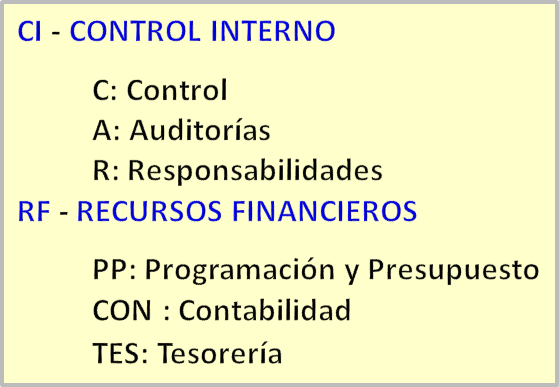 CI - CONTROL INTERNO
C: Control
A: Auditorías
R: Responsabilidades
RF - RECURSOS FINANCIEROS
PP: Programación y Presupuesto
CON : Contabilidad
TES: Tesorería